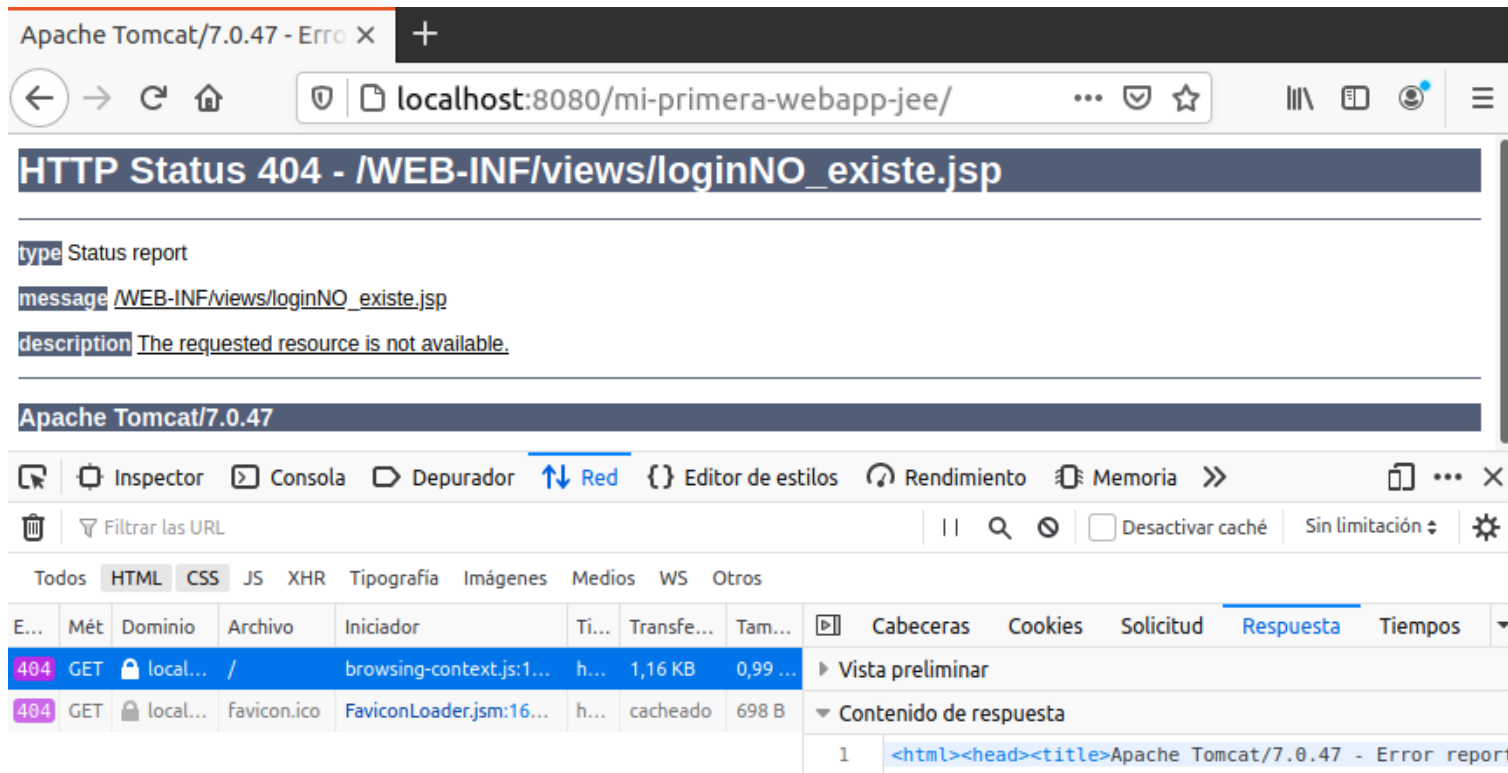 Apache Tomcat/7.0.47 - Erro
localhost:8080/mi-primera-webapp-jee/
HTTP Status 404 - /WEB-INF/views/loginNO_existe.jsp
type Status report
message /WEB-INF/views/loginNO_existe.jsp
description The requested resource is not available.
Apache Tomcat/7.0.47
Inspector Consola Depurador Red Editor de estilos Rendimiento Memoria
Filtrar las URL Desactivar caché Sin limitación
Todos HTML CSS JS XHR Tipografía Imágenes Medios WS Otros
E... Mét Dominio Archivo Iniciador Ti... Transfe... Tam... Cabeceras Cookies Solicitud Respuesta Tiempos
404 GET local... / browsing-context.js:1... h... 1,16 KB 0,99 ... Vista preliminar
404 GET local... favicon.ico FaviconLoader.jsm:16... h... cacheado 698 B Contenido de respuesta
1 <html><head><title>Apache Tomcat/7.0.47 - Error report